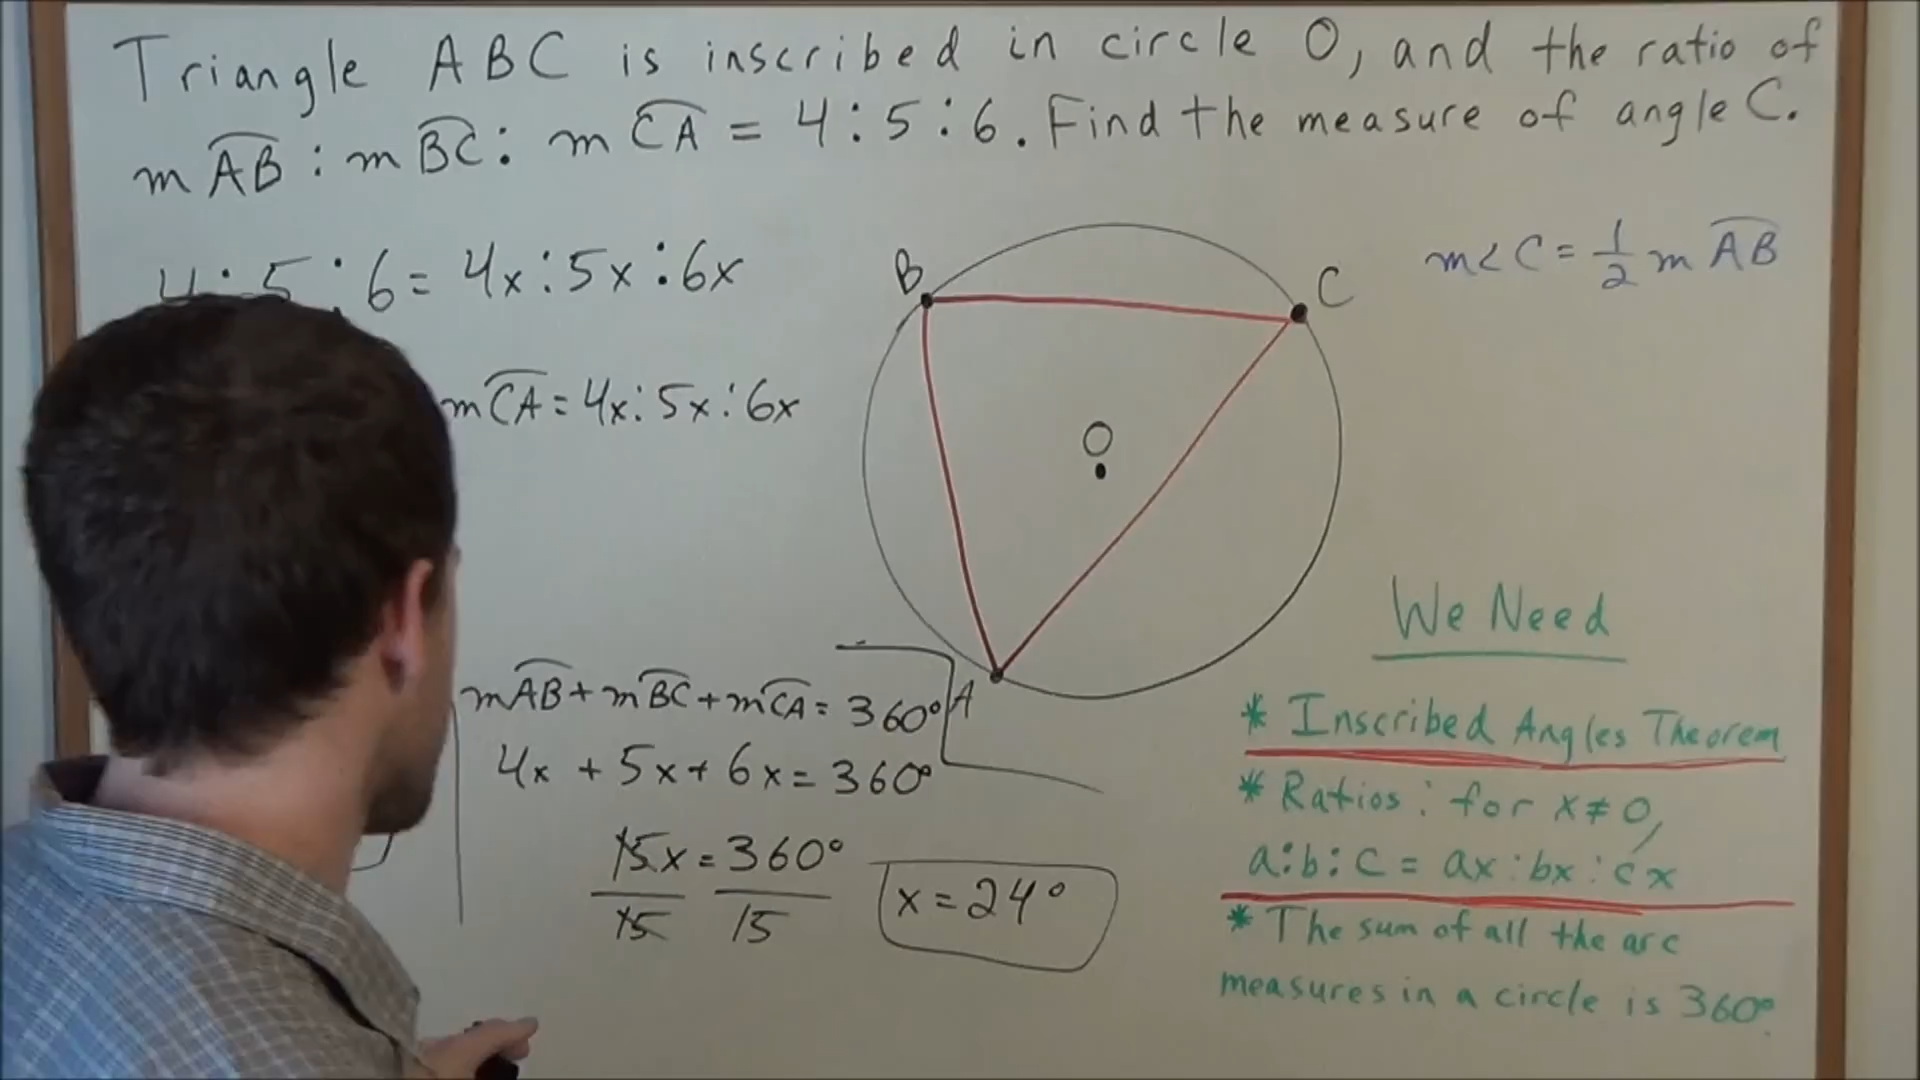 Triangle ABC is inscribed in circle O, and the ratio of
mAB : mBC : mCA = 4:5:6. Find the measure of angle C.
4:5:6 = 4x:5x:6x
mCA = 4x:5x:6x
B
C
O
A
m<C = 1/2 mAB
mAB + mBC + mCA = 360°
4x + 5x + 6x = 360°
15x = 360°
15 15
x = 24°
We Need
* Inscribed Angles Theorem
* Ratios: for x≠0,
a:b:c = ax:bx:cx
* The sum of all the arc
measures in a circle is 360°.